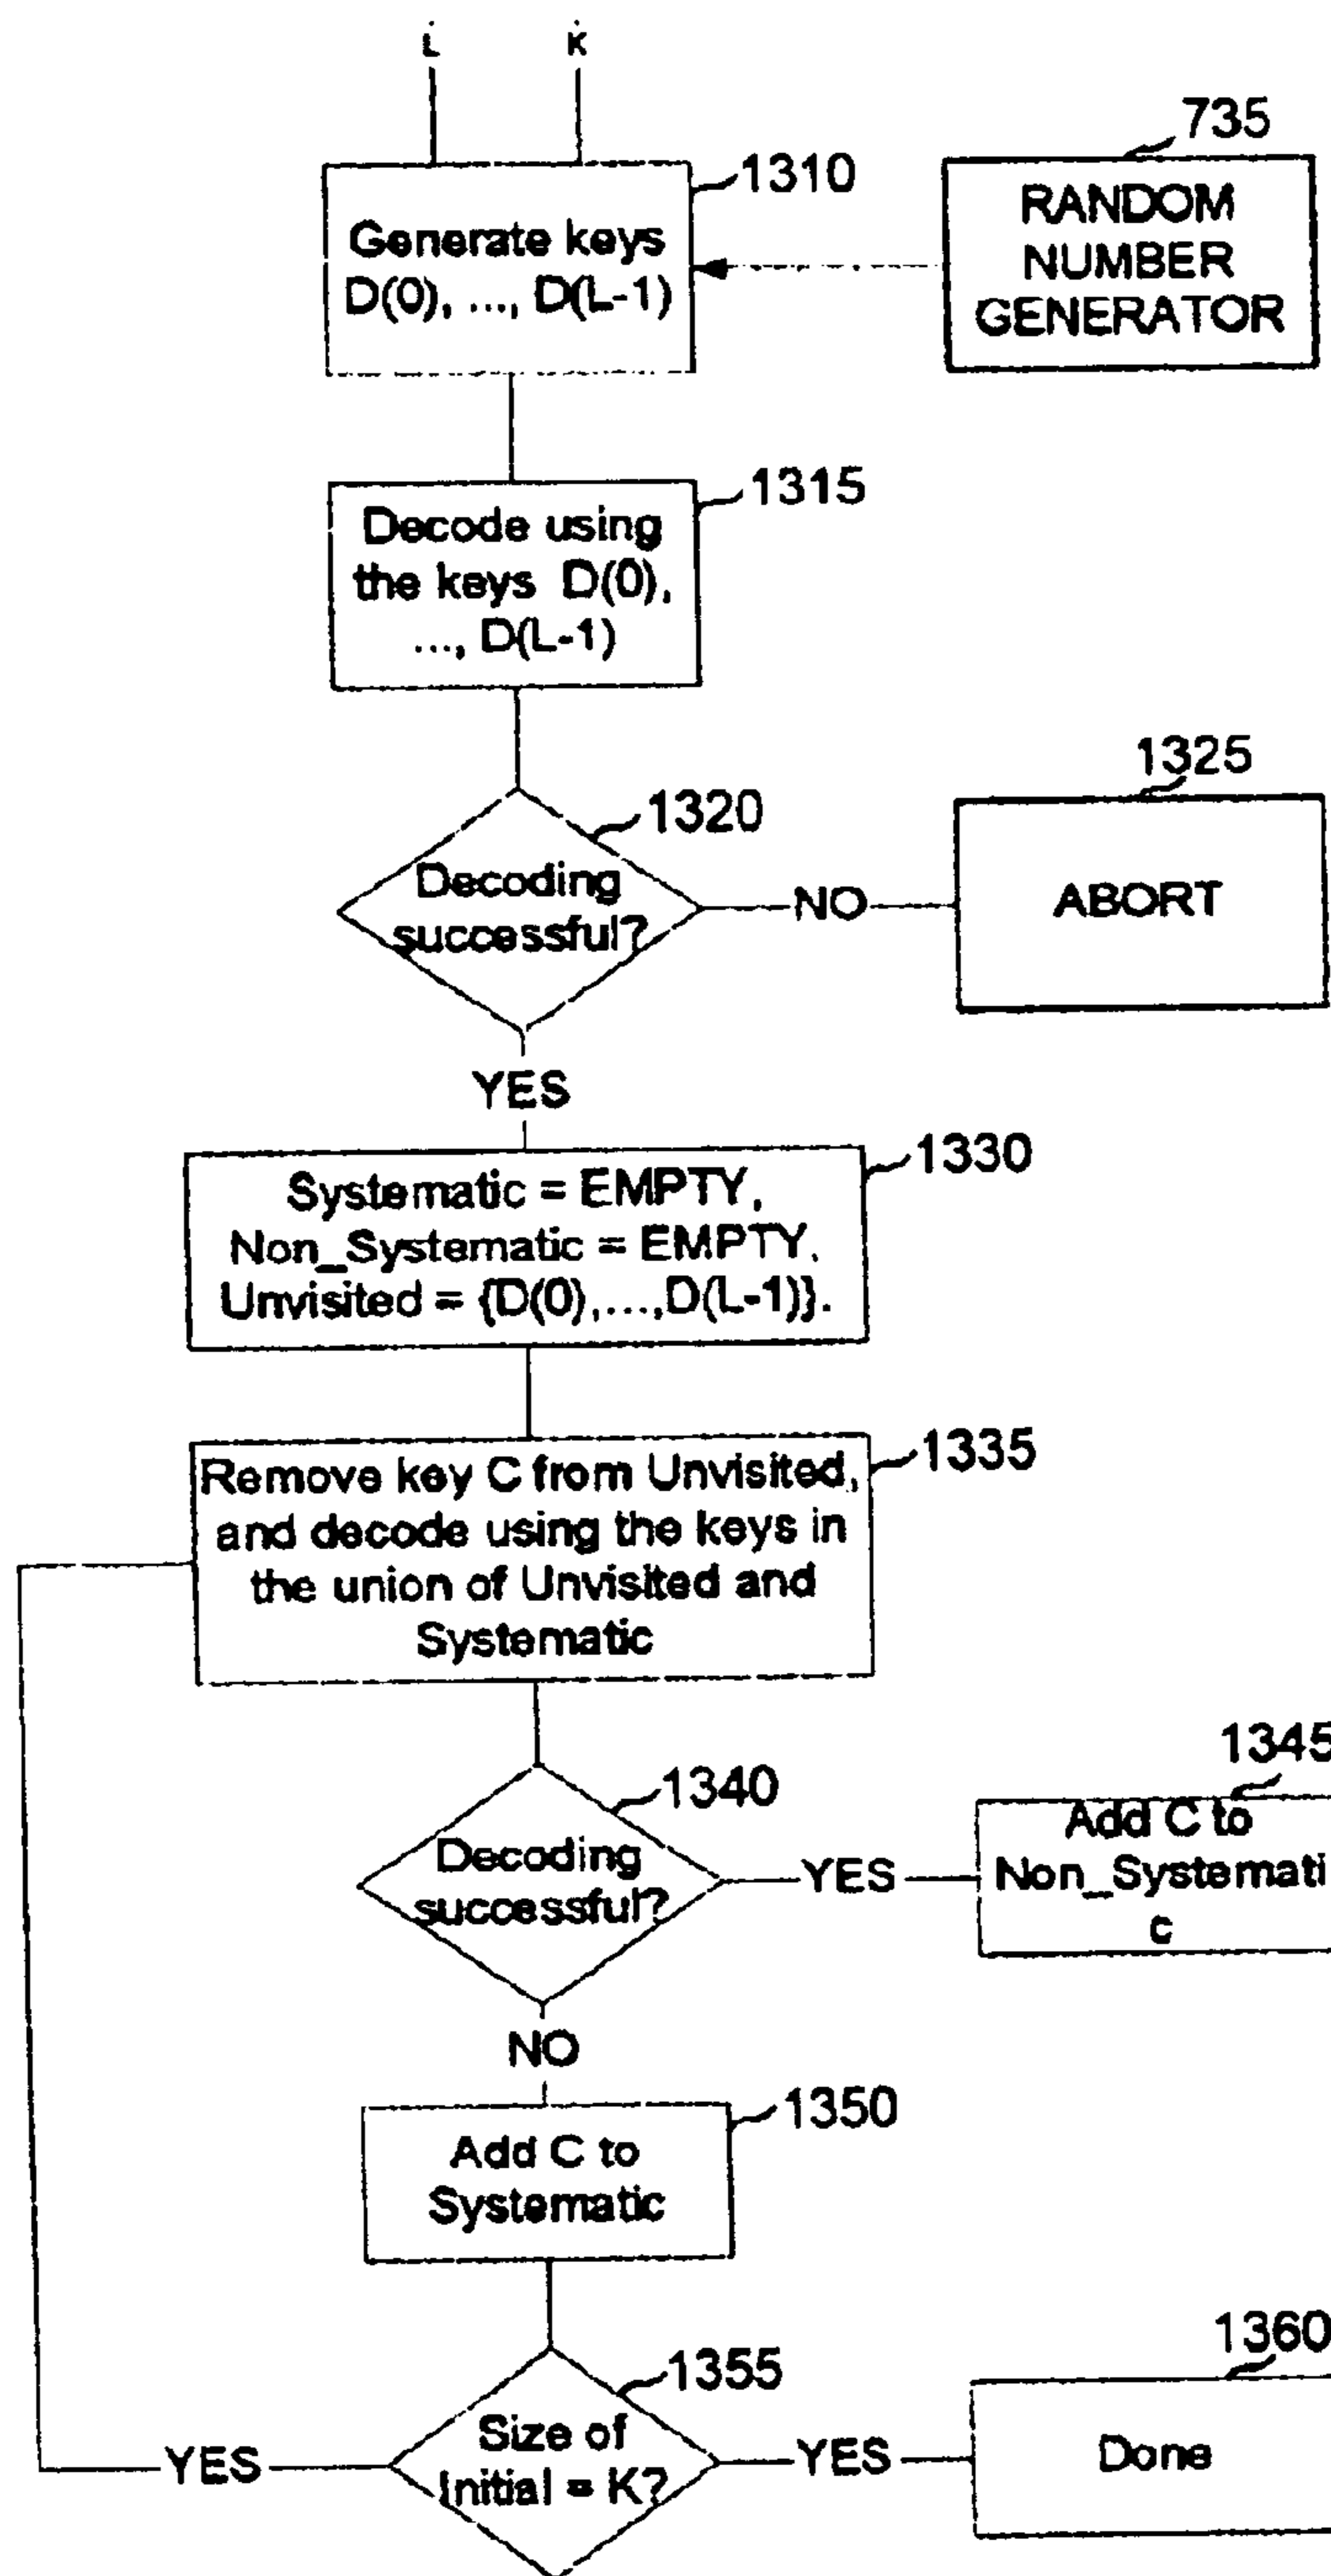 L K
735
1310
RANDOM
NUMBER
GENERATOR
Generate keys
D(0), ..., D(L-1)
1315
Decode using
the keys D(0),
..., D(L-1)
1325
1320
Decoding
successful?
NO
ABORT
YES
1330
Systematic = EMPTY,
Non_Systematic = EMPTY.
Unvisited = {D(0),...,D(L-1)}.
1335
Remove key C from Unvisited,
and decode using the keys in
the union of Unvisited and
Systematic
1345
1340
Decoding
successful?
YES
Add C to
Non_Systemati
c
NO
1350
Add C to
Systematic
1360
1355
YES
Size of
Initial = K?
YES
Done